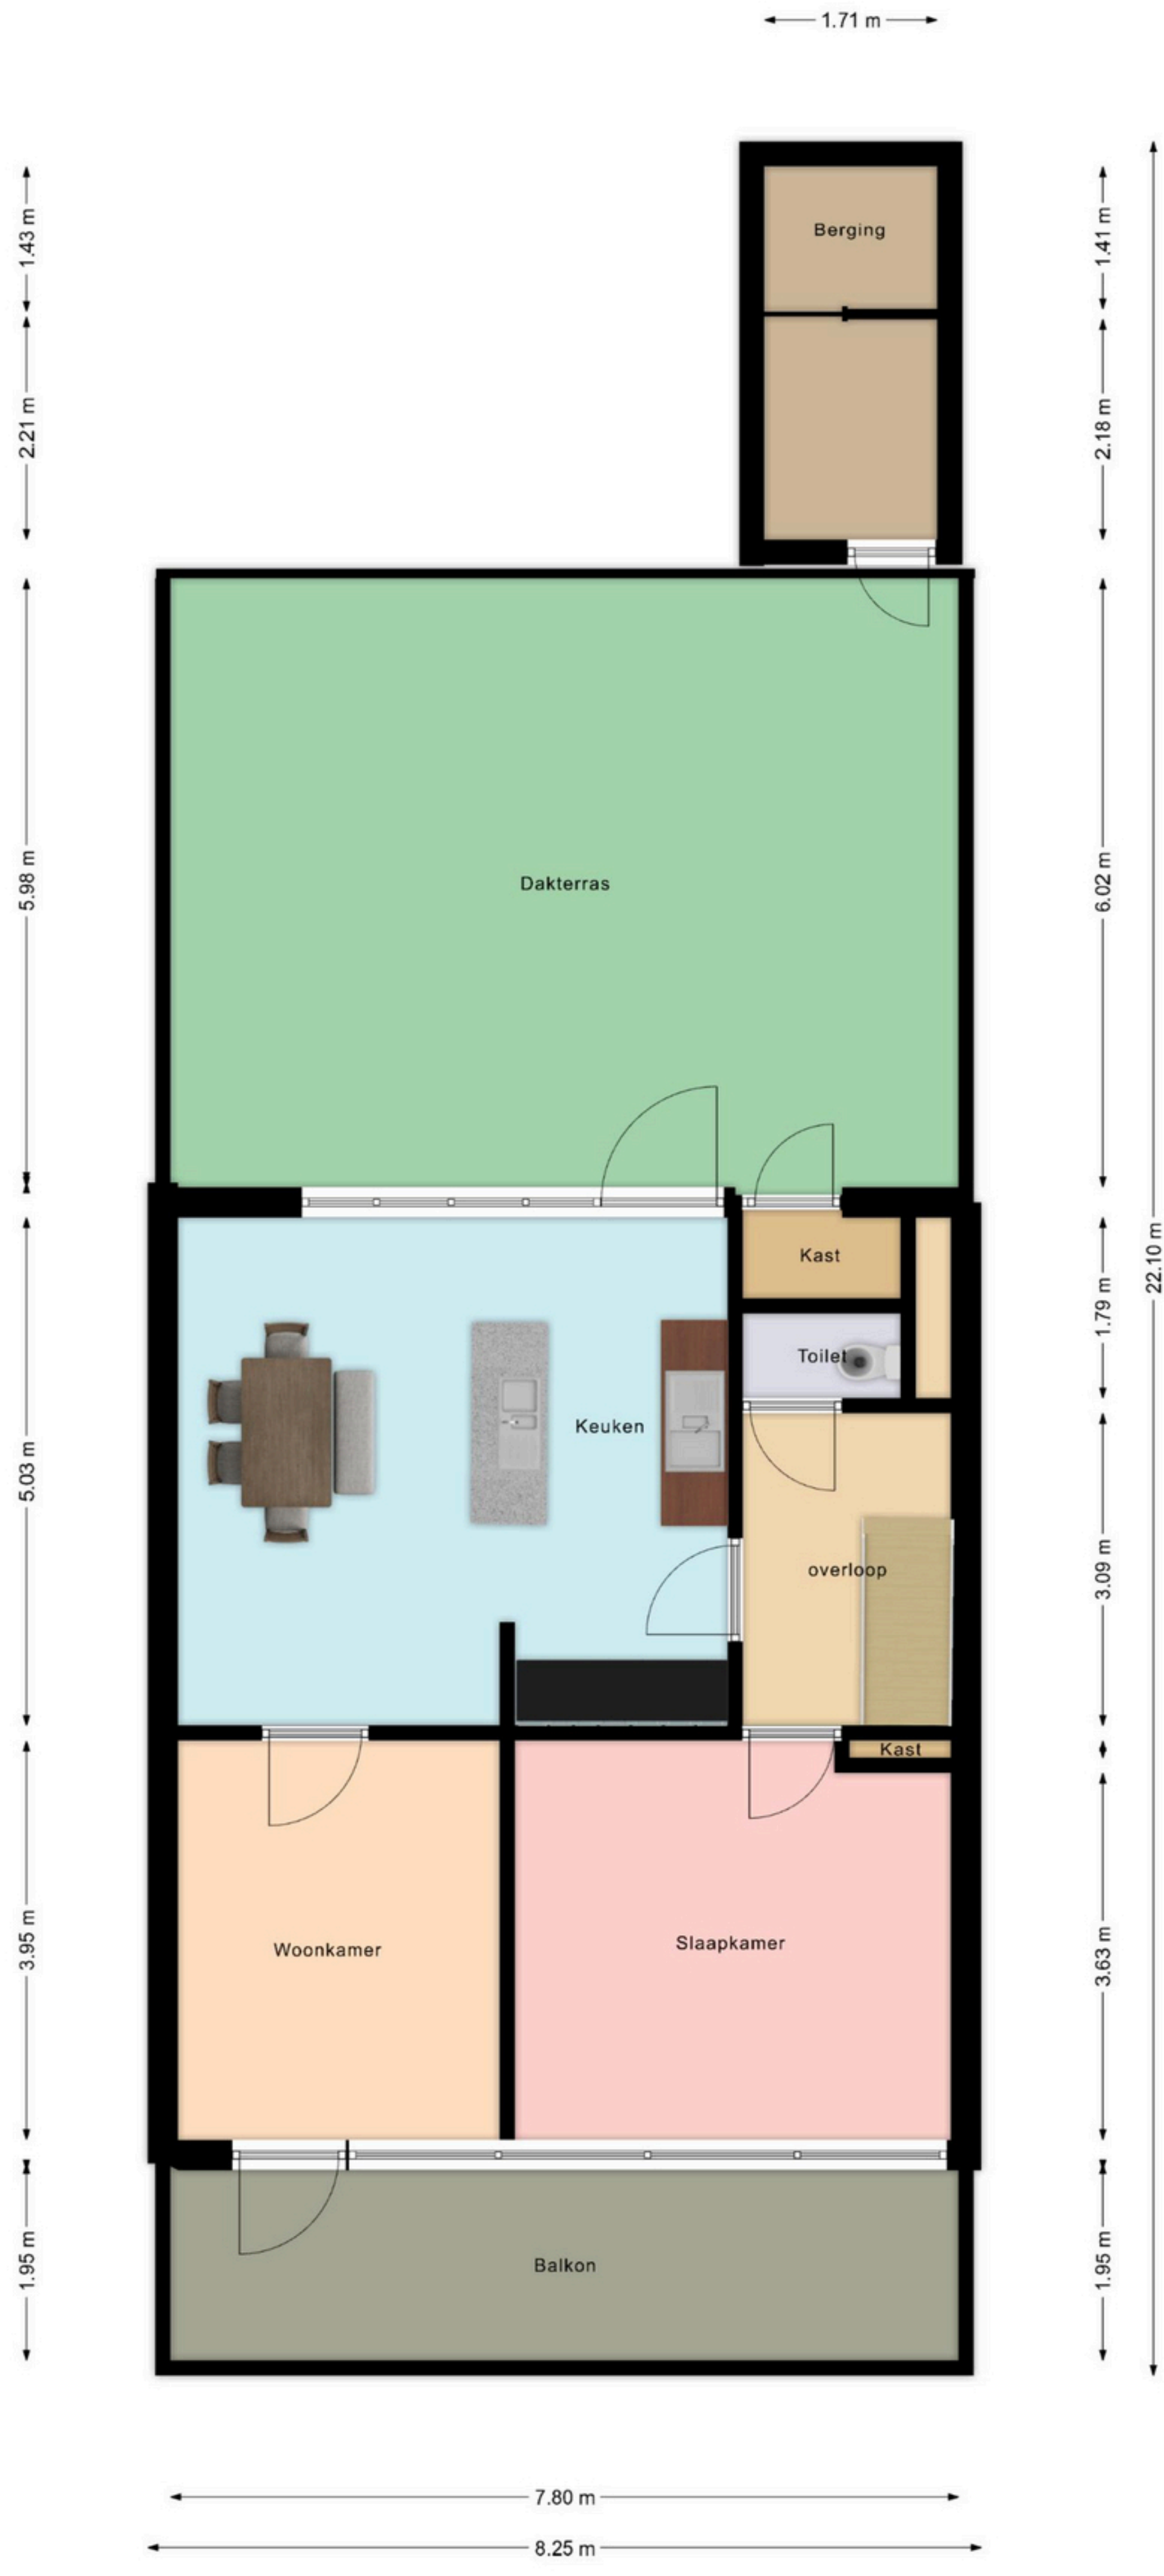 1.71 m
1.43 m
Berging
1.41 m
2.21 m
2.18 m
5.98 m
Dakterras
6.02 m
22.10 m
Kast
1.79 m
Toilet
Keuken
5.03 m
overloop
3.09 m
Kast
3.95 m
Woonkamer
Slaapkamer
3.63 m
1.95 m
Balkon
1.95 m
7.80 m
8.25 m